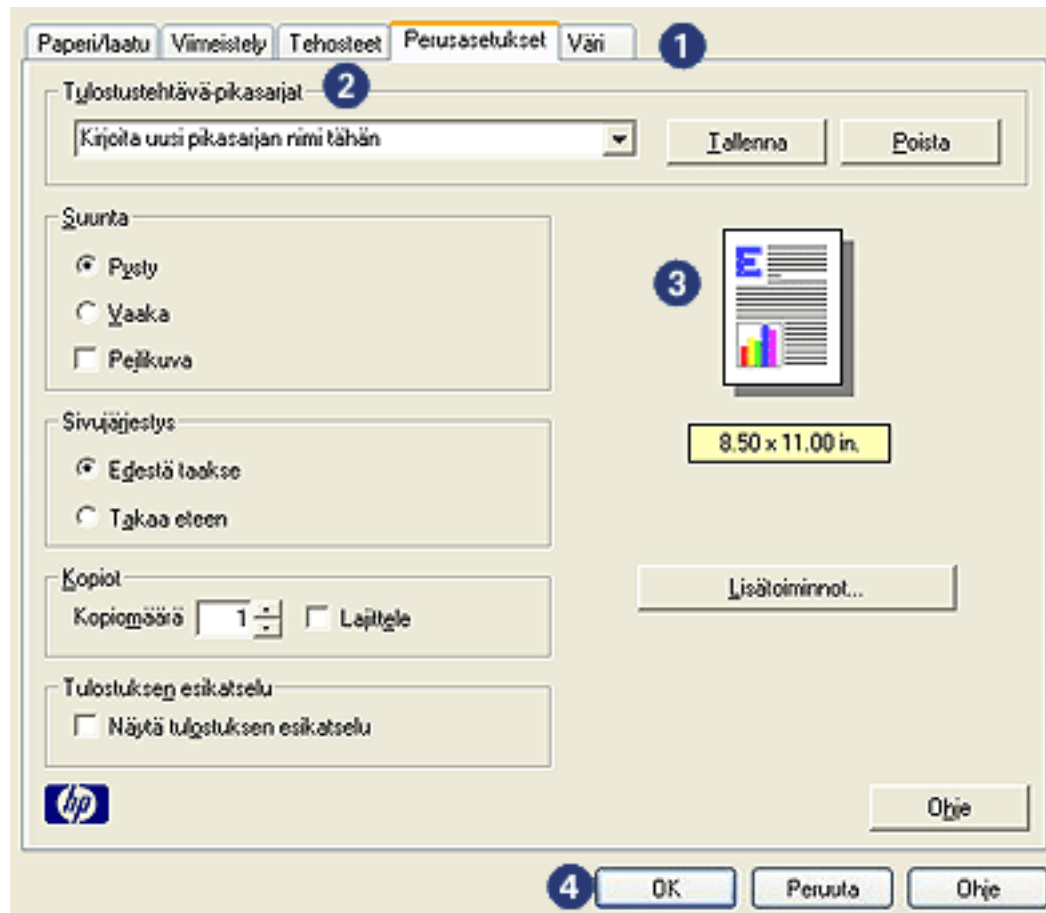 Paperi/laatu Viimeistely Tehosteet Perusasetukset Väri 1
Tulostustehtävä-pikasarjat 2
Kirjoita uusi pikasarjan nimi tähän Tallenna Poista
Suunta
Pysty
Vaaka
Peilikuva
3
E
8.50 x 11.00 in.
Sivujärjestys
Edestä taakse
Takaa eteen
Kopiot
Kopiomäärä 1 Lajittele
Lisätoiminnot...
Tulostuksen esikatselu
Näytä tulostuksen esikatselu
hp
Ohje
4 OK Peruuta Ohje